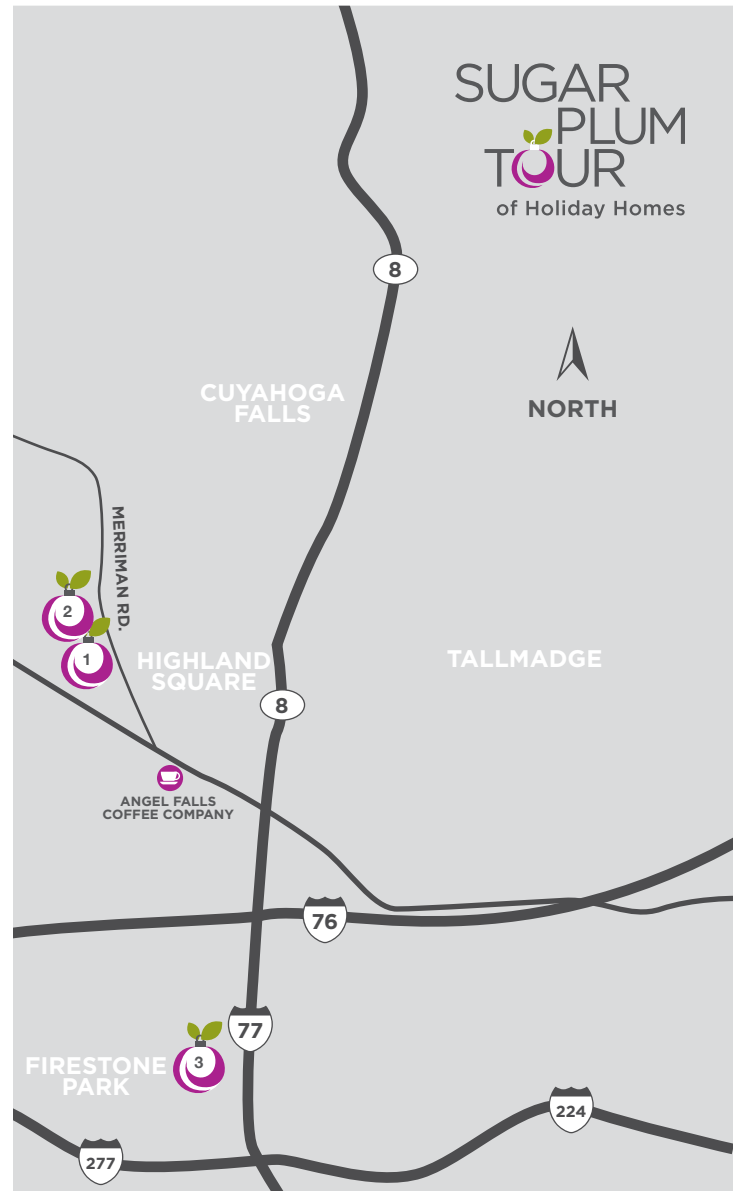 SUGAR
PLUM
TOUR
of Holiday Homes
8
CUYAHOGA
FALLS
NORTH
MERRIMAN RD.
2
1
HIGHLAND
SQUARE
TALLMADGE
8
ANGEL FALLS
COFFEE COMPANY
76
77
3
FIRESTONE
PARK
224
277